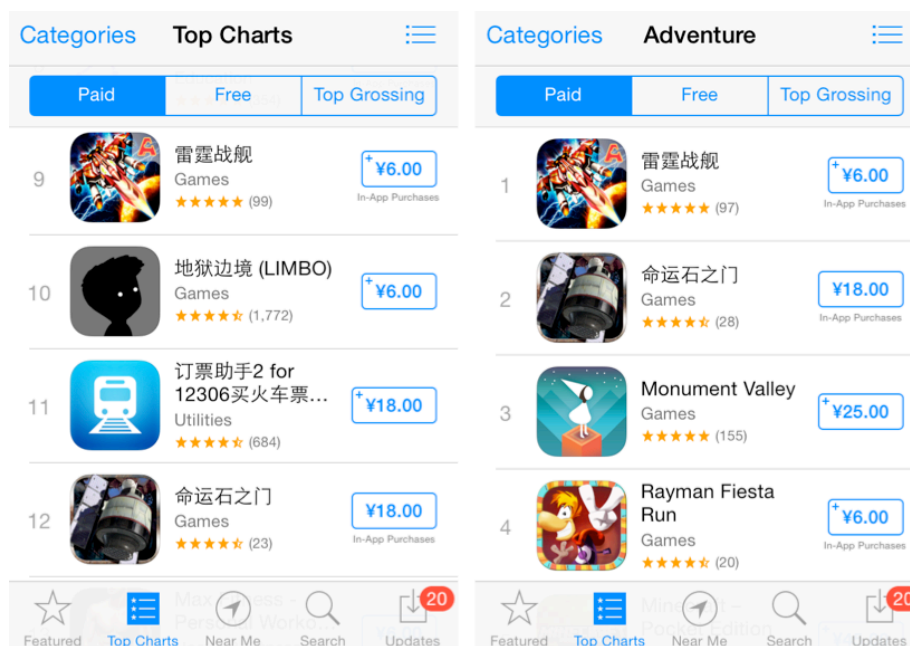 Categories
Top Charts
Paid
Free
Top Grossing
9
雷霆战舰
Games
(99)
+ ¥6.00
In-App Purchases
10
地狱边境 (LIMBO)
Games
(1,772)
+ ¥6.00
11
订票助手2 for
12306买火车票…
Utilities
(684)
+ ¥18.00
12
命运石之门
Games
(23)
¥18.00
In-App Purchases
Featured
Top Charts
Near Me
Search
20
Updates
Categories
Adventure
Paid
Free
Top Grossing
1
雷霆战舰
Games
(97)
+ ¥6.00
In-App Purchases
2
命运石之门
Games
(28)
¥18.00
In-App Purchases
3
Monument Valley
Games
(155)
+ ¥25.00
4
Rayman Fiesta
Run
Games
(20)
+ ¥6.00
In-App Purchases
Pocket Edition
Featured
Top Charts
Near Me
Search
20
Updates